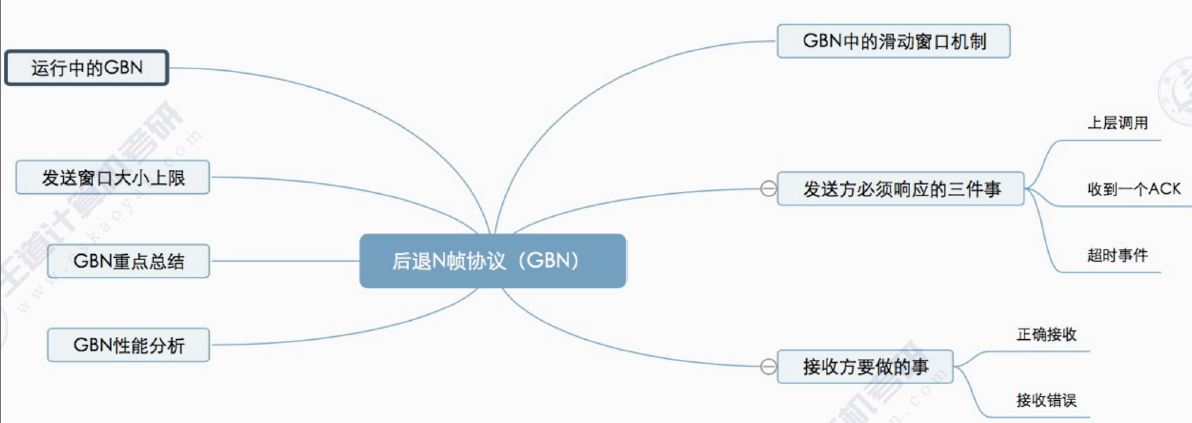 后退N帧协议（GBN）
GBN中的滑动窗口机制
发送方必须响应的三件事
上层调用
收到一个ACK
超时事件
接收方要做的事
正确接收
接收错误
运行中的GBN
发送窗口大小上限
GBN重点总结
GBN性能分析
王道计算机考研